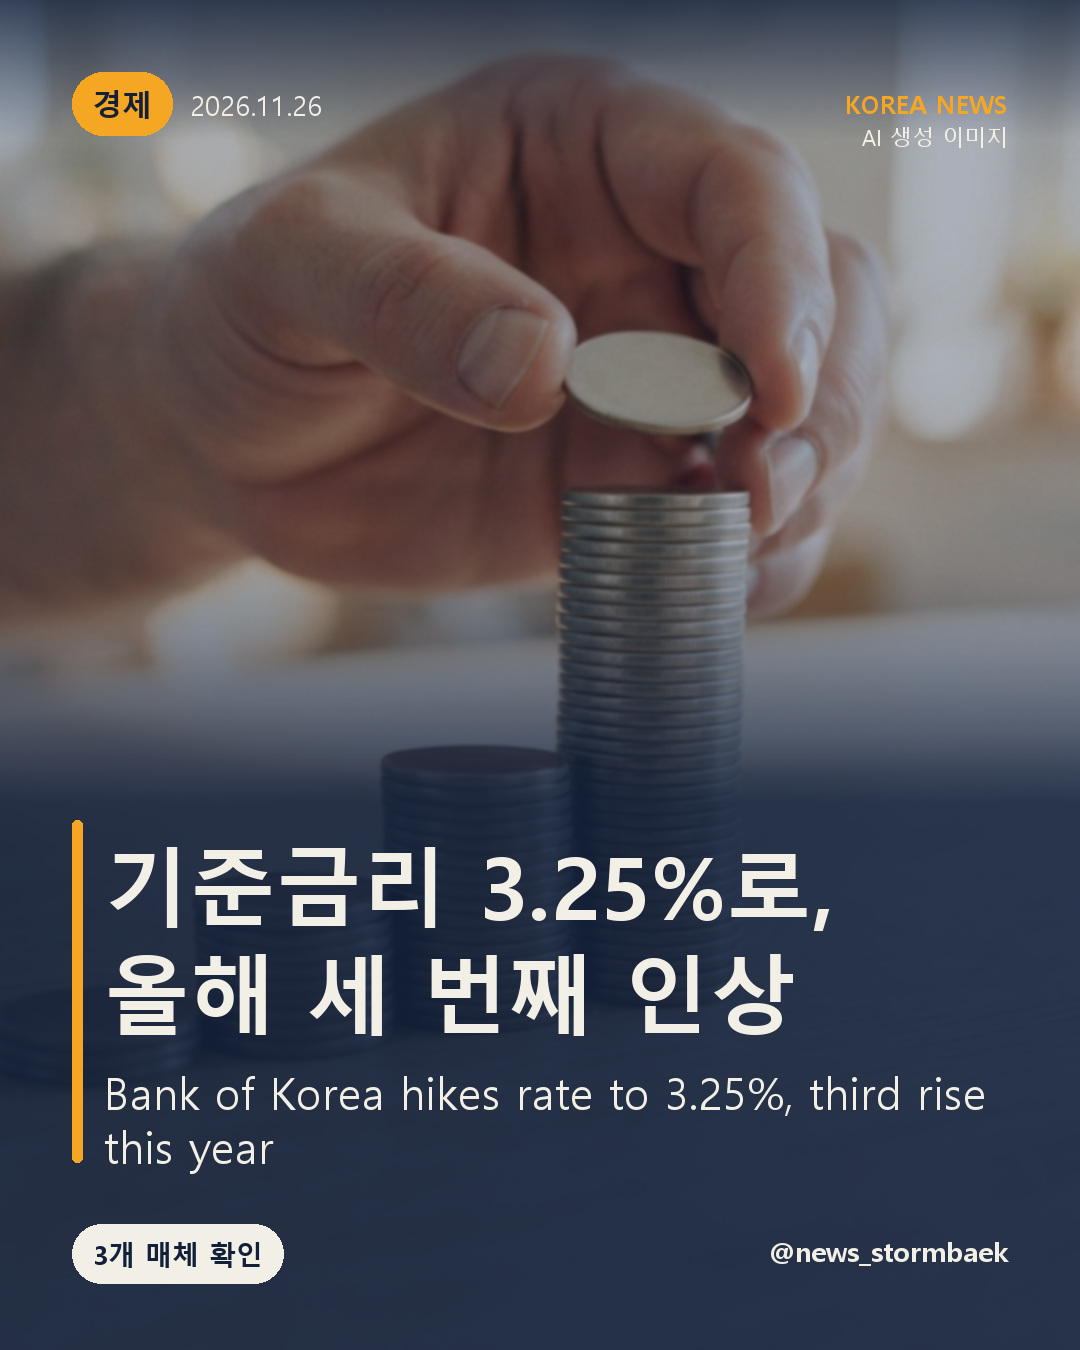 경제 2026.11.26
KOREA NEWS
AI 생성 이미지
기준금리 3.25%로,
올해 세 번째 인상
Bank of Korea hikes rate to 3.25%, third rise
this year
3개 매체 확인
@news_stormbaek